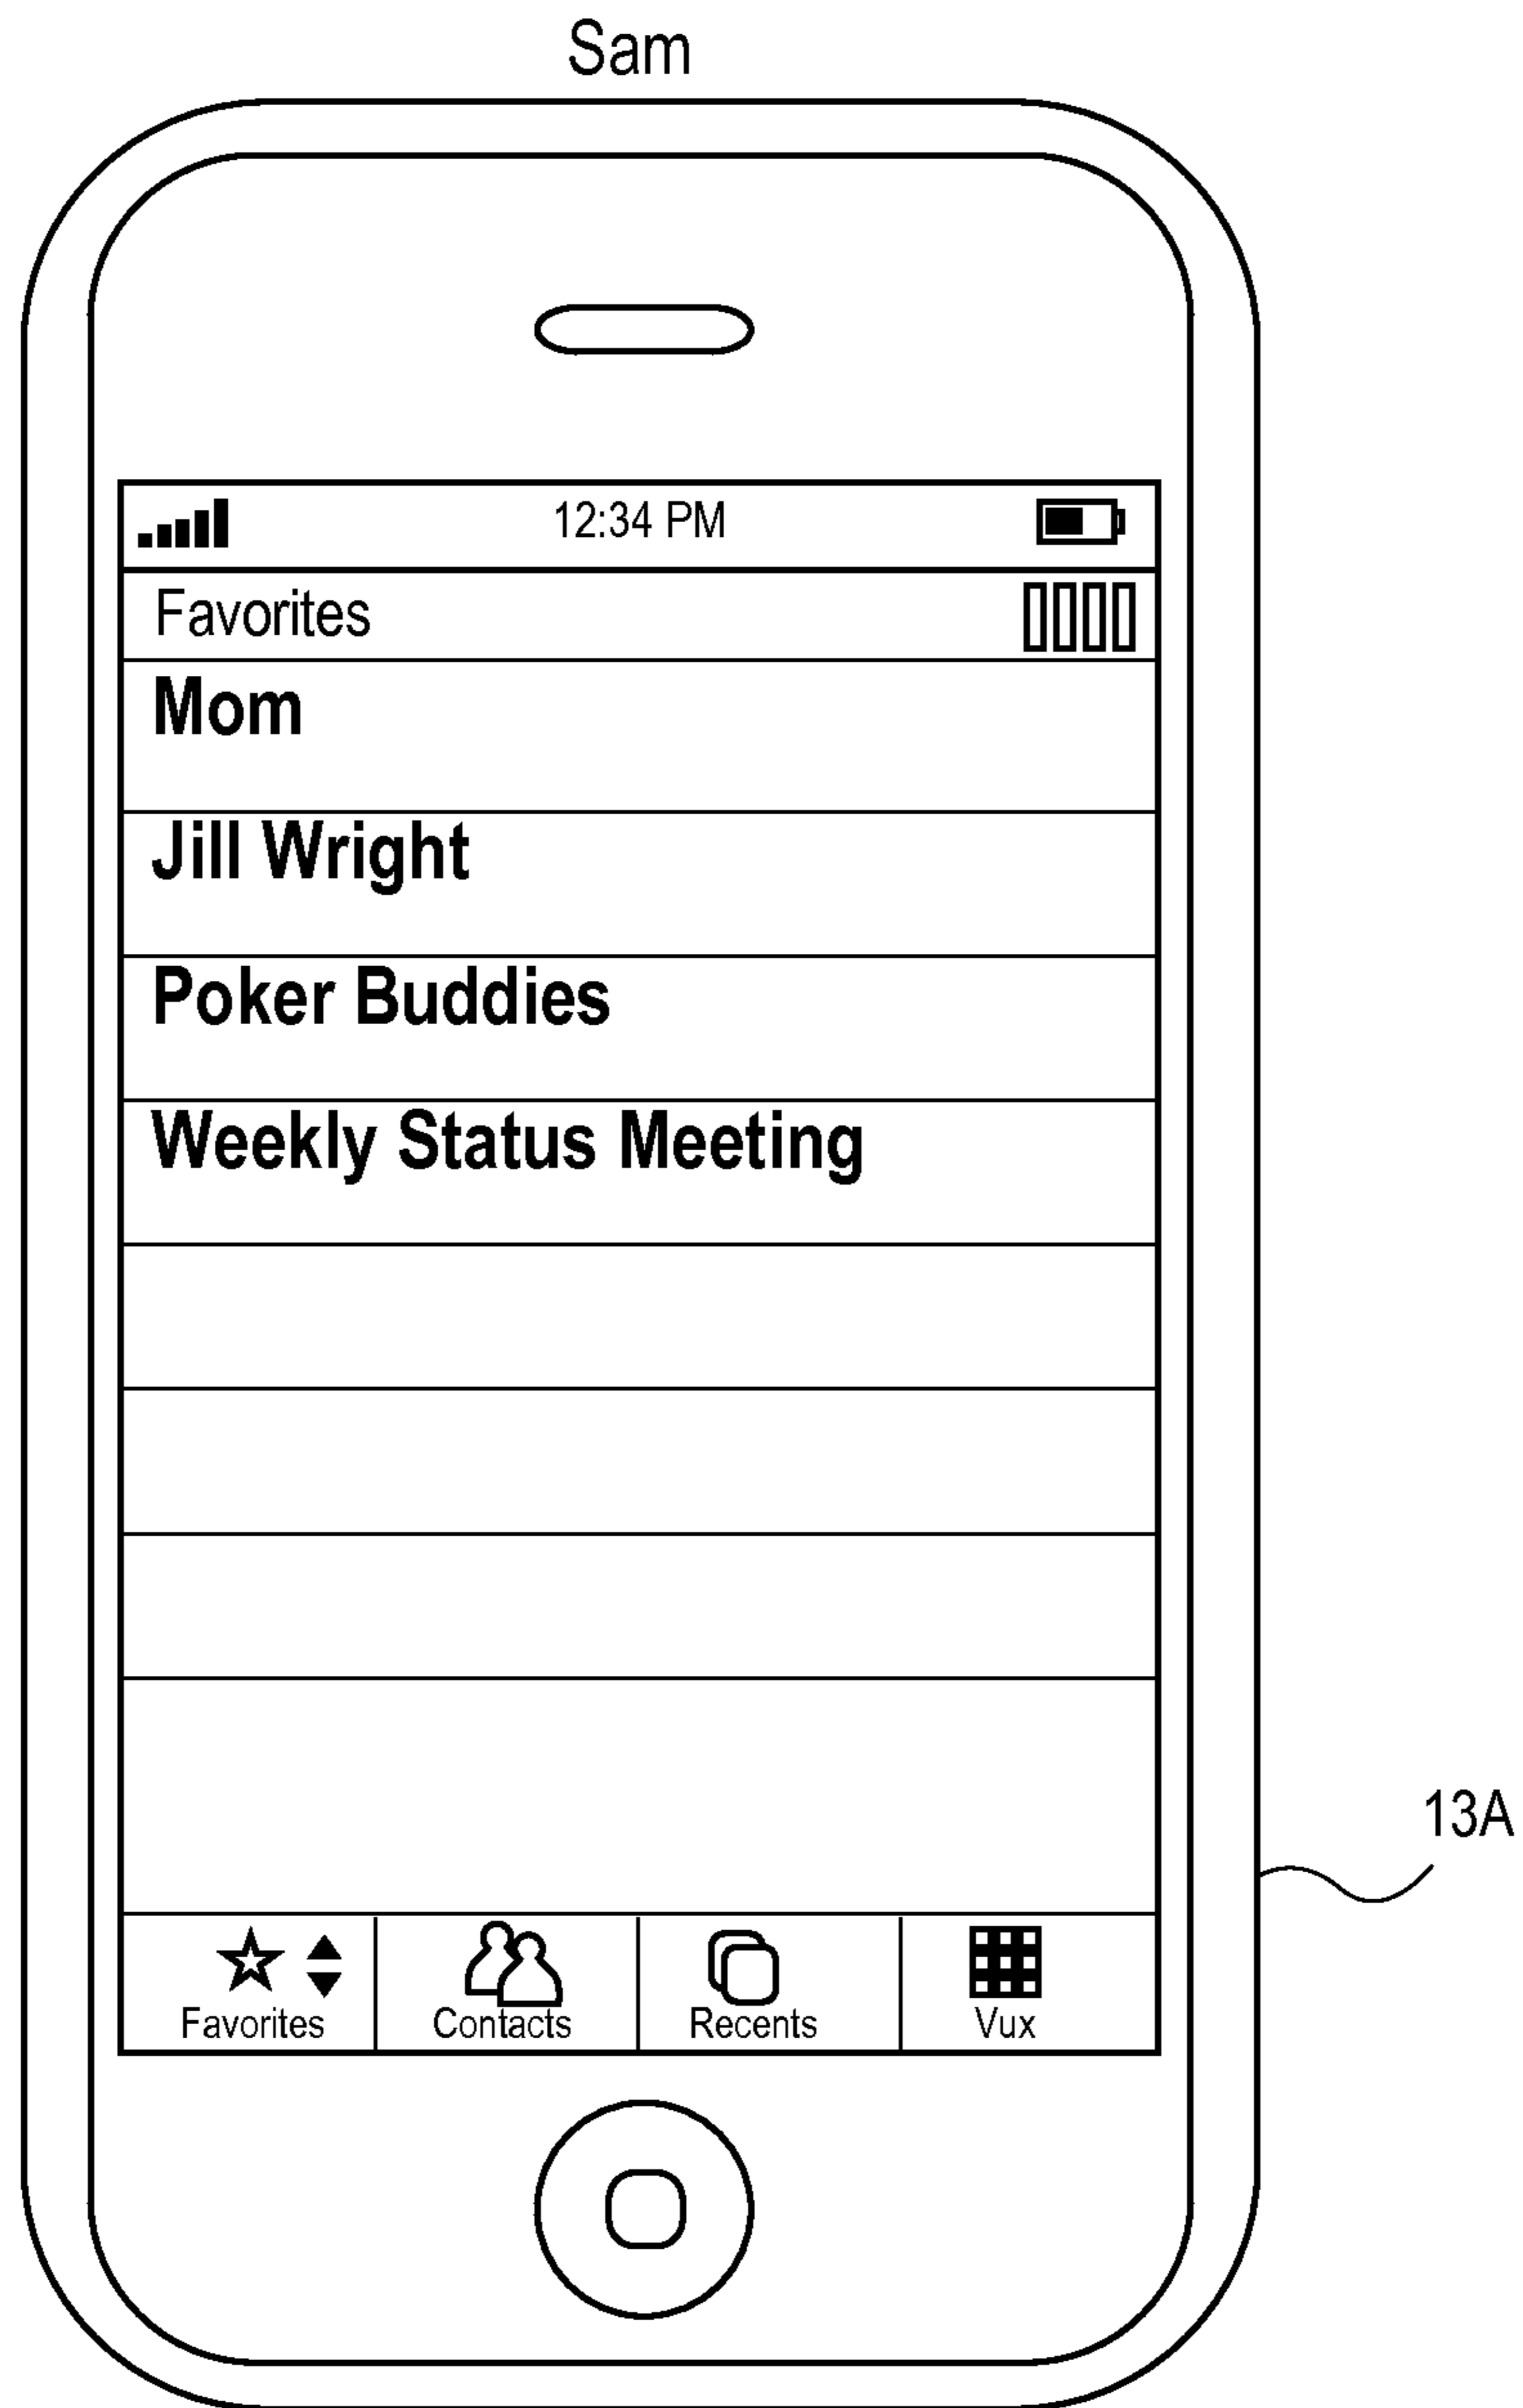 Sam
12:34 PM
Favorites
Mom
Jill Wright
Poker Buddies
Weekly Status Meeting
13A
Favorites Contacts Recents Vux